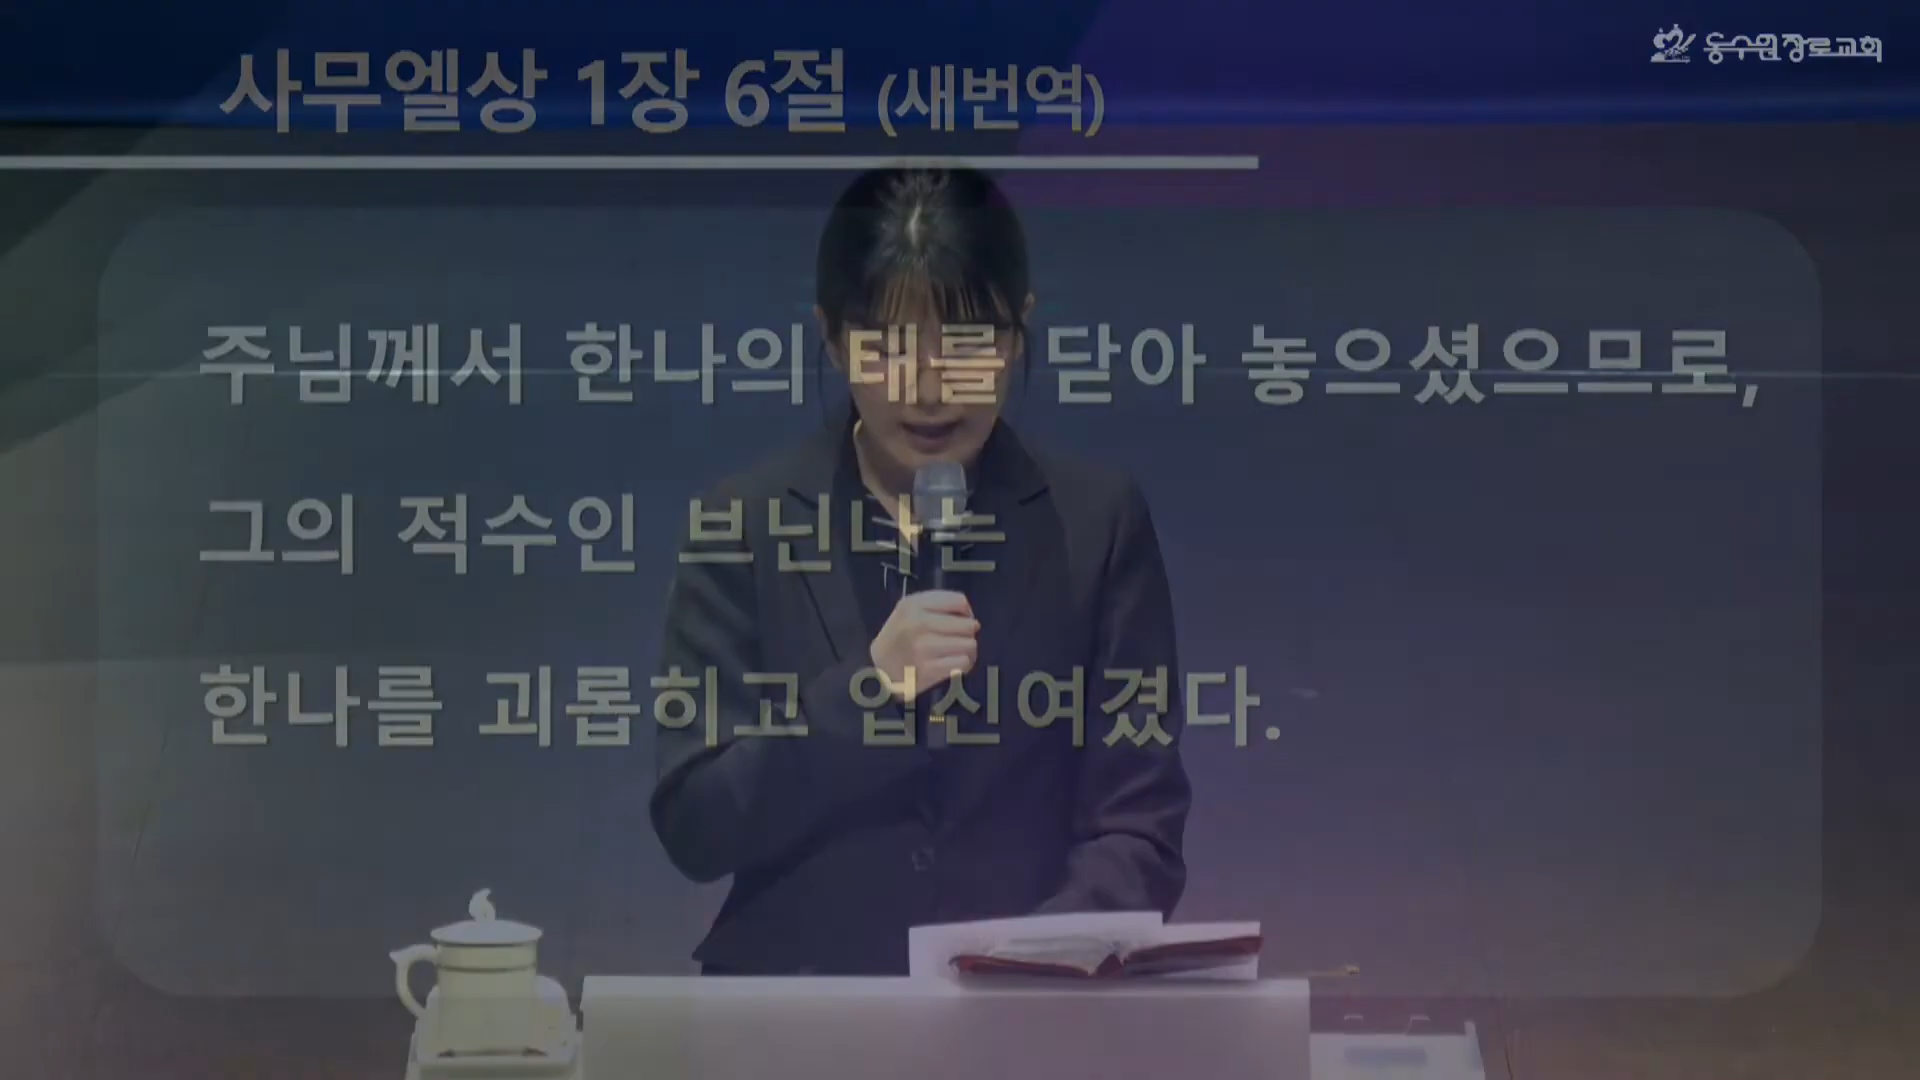 사무엘상 1장 6절 (새번역)
동수원장로교회
주님께서 한나의 태를 닫아 놓으셨으므로,
그의 적수인 브닌나는
한나를 괴롭히고 업신여겼다.